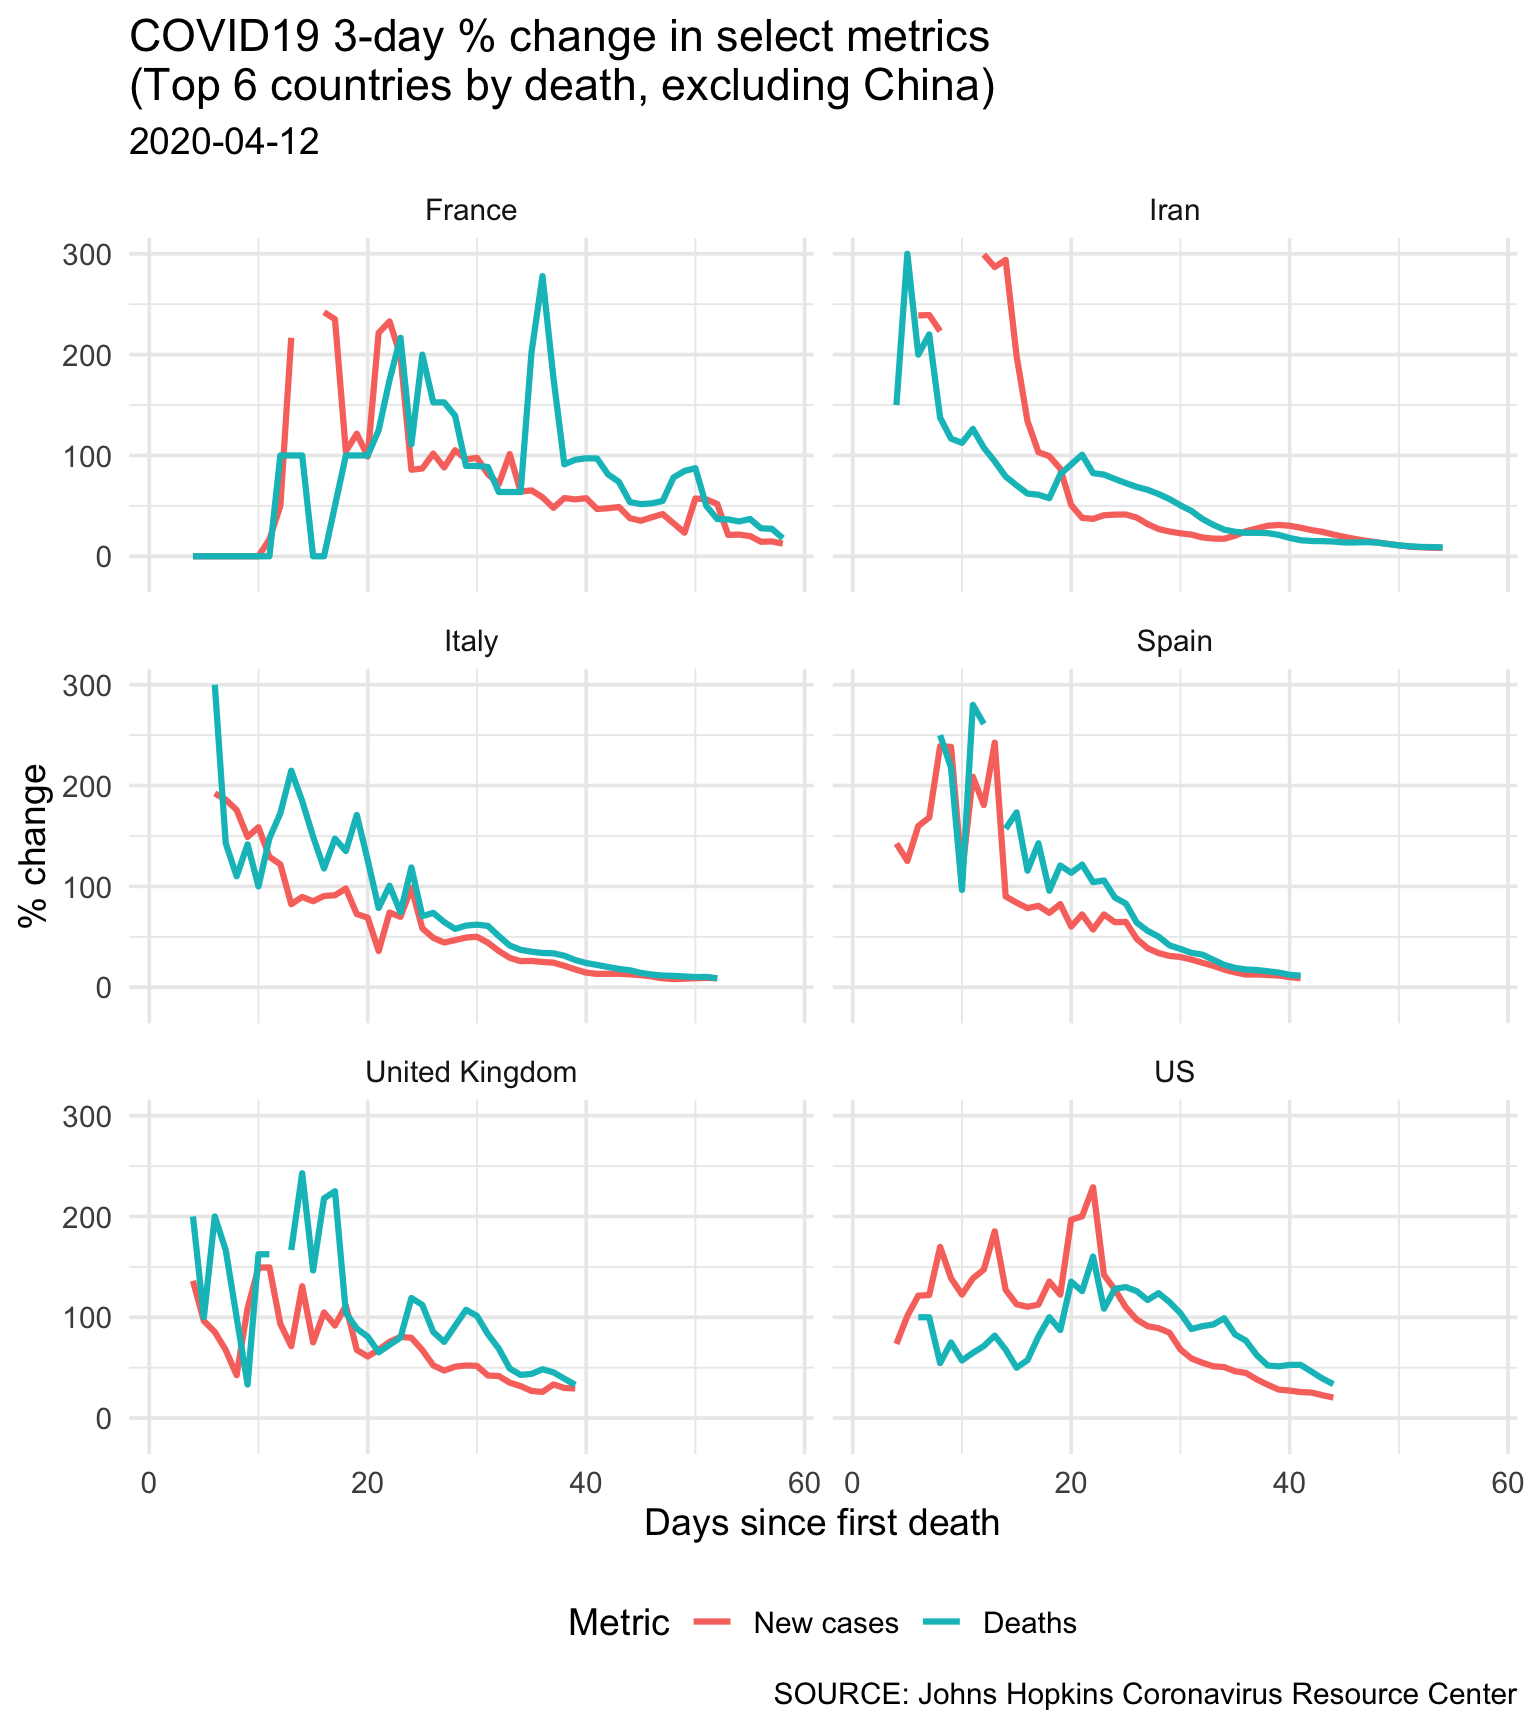 COVID19 3-day % change in select metrics
(Top 6 countries by death, excluding China)
2020-04-12
France
Iran
300
200
100
0
Italy
Spain
300
200
100
0
% change
United Kingdom
US
300
200
100
0
0 20 40 60 0 20 40 60
Days since first death
Metric New cases Deaths
SOURCE: Johns Hopkins Coronavirus Resource Center